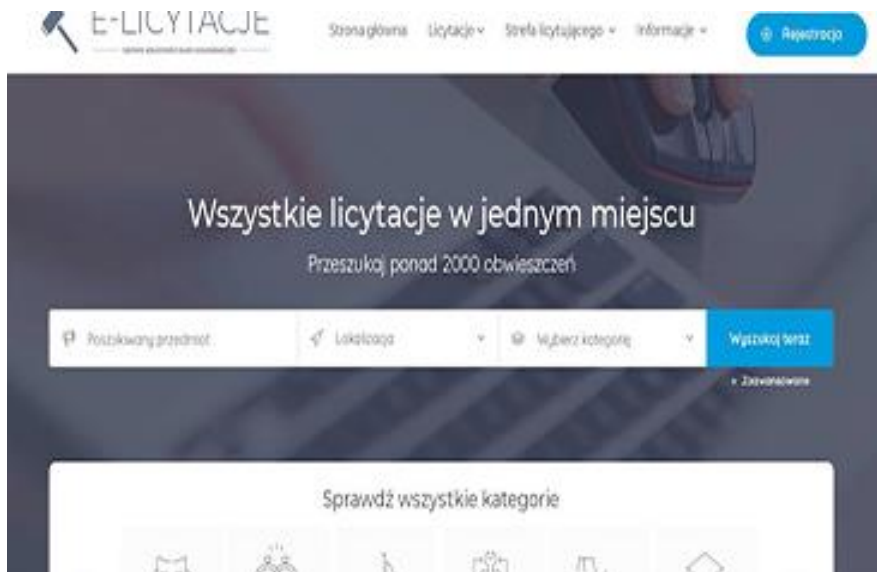 E-LICYTACJE
Strona główna Licytacje Strefa licytującego Informacje Rejestracja
Wszystkie licytacje w jednym miejscu
Przeszukaj ponad 2000 obwieszczeń
Poszukiwany przedmiot Lokalizacja Wybierz kategorię Wyszukaj teraz
Zaawansowane
Sprawdź wszystkie kategorie